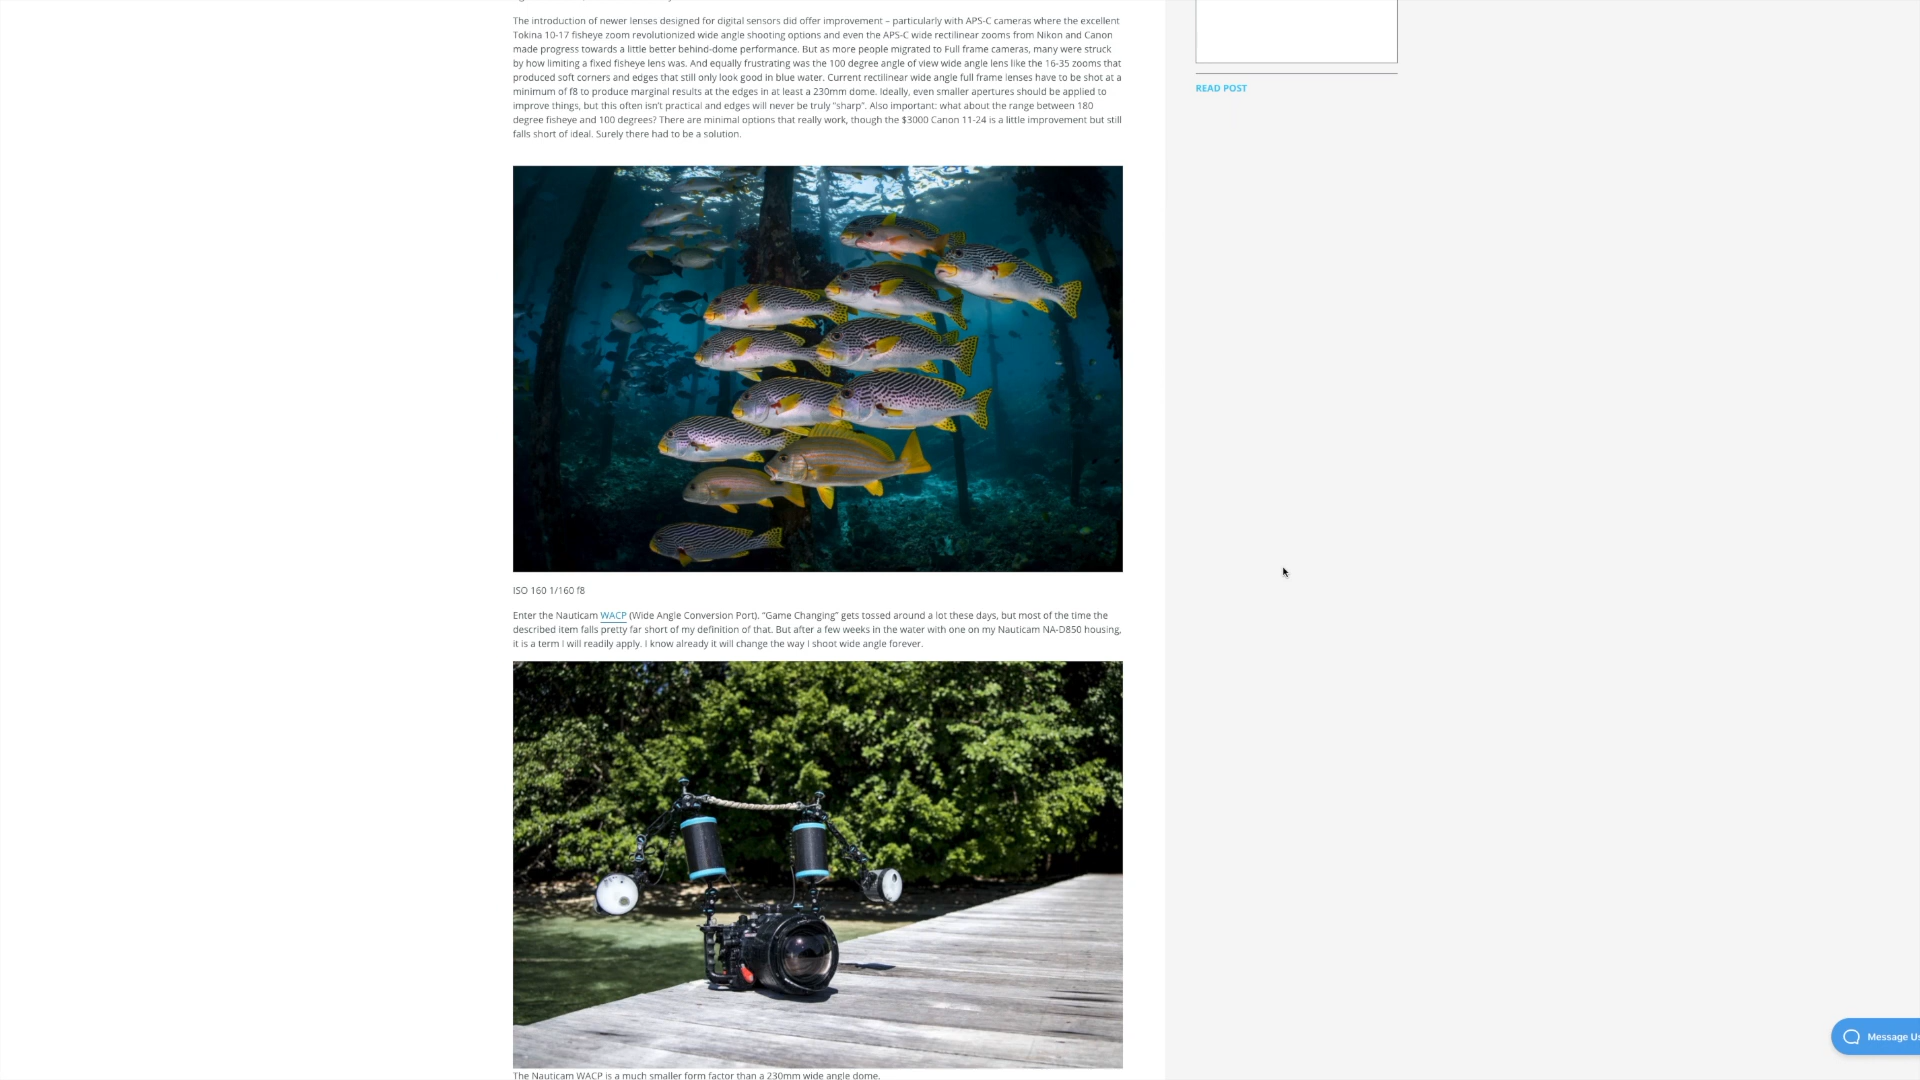 The introduction of newer lenses designed for digital sensors did offer improvement – particularly with APS-C cameras where the excellent
Tokina 10-17 fisheye zoom revolutionized wide angle shooting options and even the APS-C wide rectilinear zooms from Nikon and Canon
made progress towards a little better behind-dome performance. But as more people migrated to Full frame cameras, many were struck
by how limiting a fixed fisheye lens was. And equally frustrating was the 100 degree angle of view wide angle lens like the 16-35 zooms that
produced soft corners and edges that still only look good in blue water. Current rectilinear wide angle full frame lenses have to be shot at a
minimum of f8 to produce marginal results at the edges in at least a 230mm dome. Ideally, even smaller apertures should be applied to
improve things, but this often isn’t practical and edges will never be truly “sharp”. Also important: what about the range between 180
degree fisheye and 100 degrees? There are minimal options that really work, though the $3000 Canon 11-24 is a little improvement but still
falls short of ideal. Surely there had to be a solution.
READ POST
ISO 160 1/160 f8
Enter the Nauticam WACP (Wide Angle Conversion Port). “Game Changing” gets tossed around a lot these days, but most of the time the
described item falls pretty far short of my definition of that. But after a few weeks in the water with one on my Nauticam NA-D850 housing,
it is a term I will readily apply. I know already it will change the way I shoot wide angle forever.
Message Us
The Nauticam WACP is a much smaller form factor than a 230mm wide angle dome.